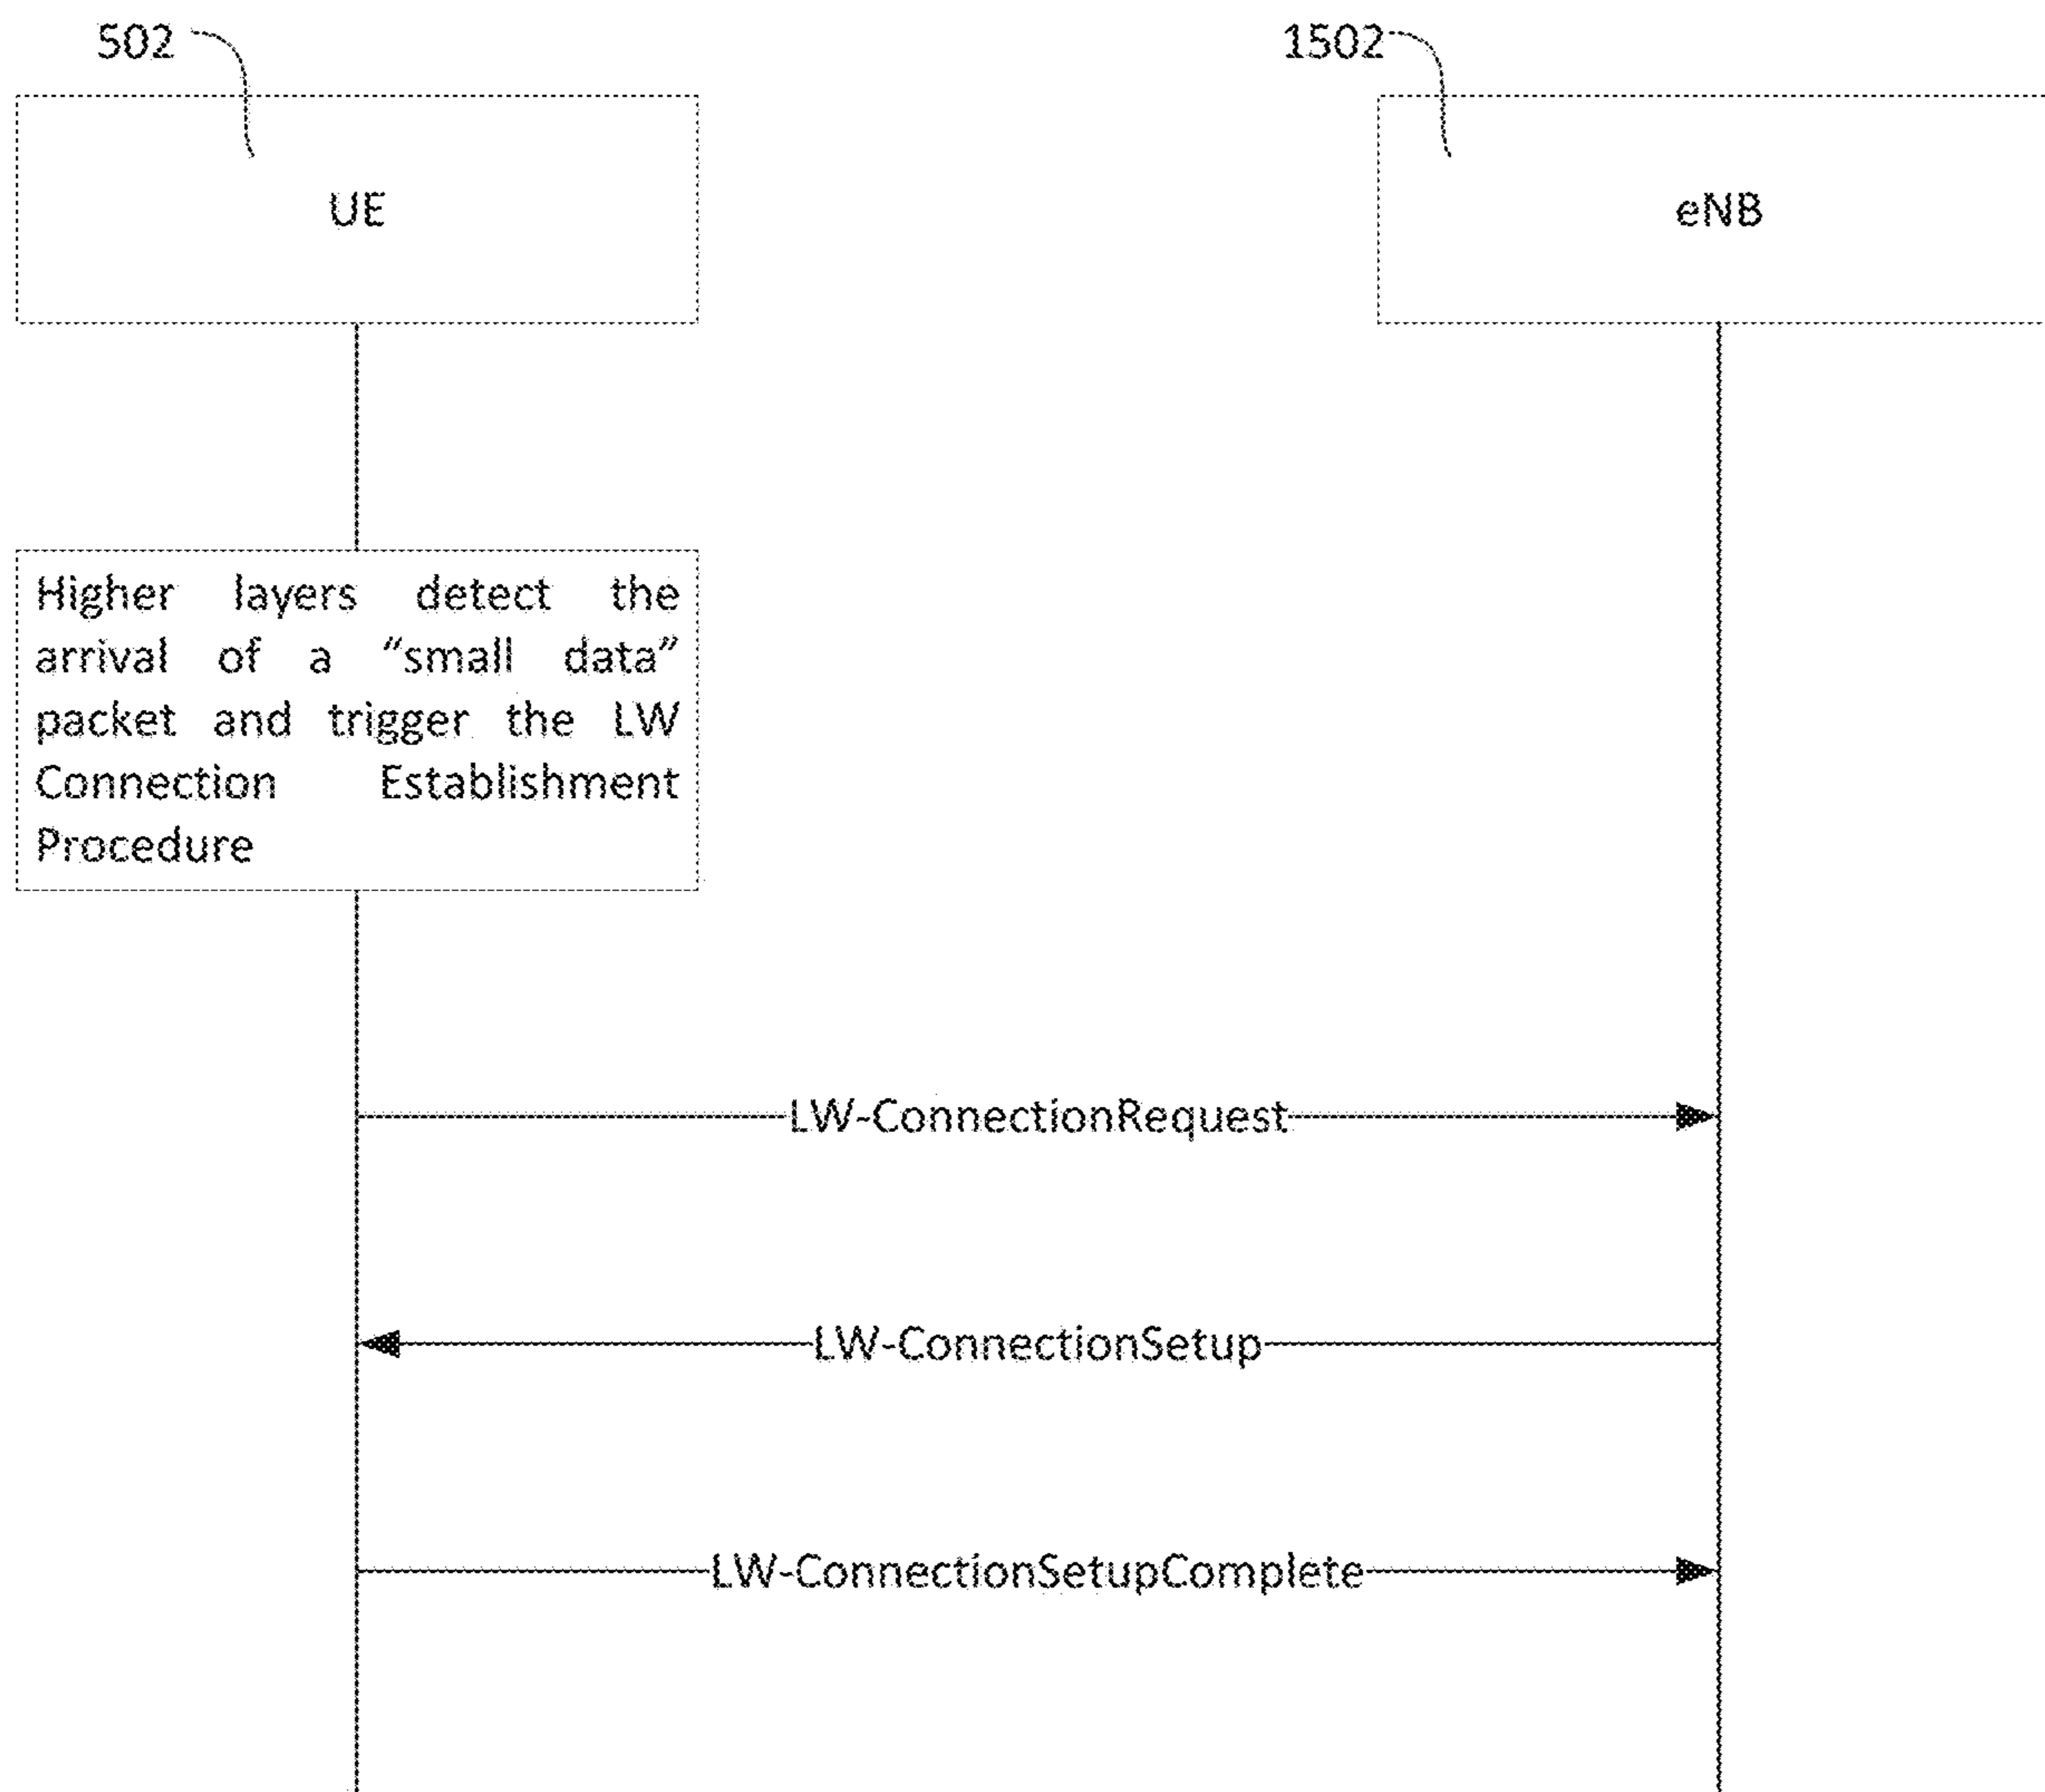 502
1502
UE
eNB
Higher layers detect the
arrival of a “small data”
packet and trigger the LW
Connection Establishment
Procedure
LW-ConnectionRequest
LW-ConnectionSetup
LW-ConnectionSetupComplete